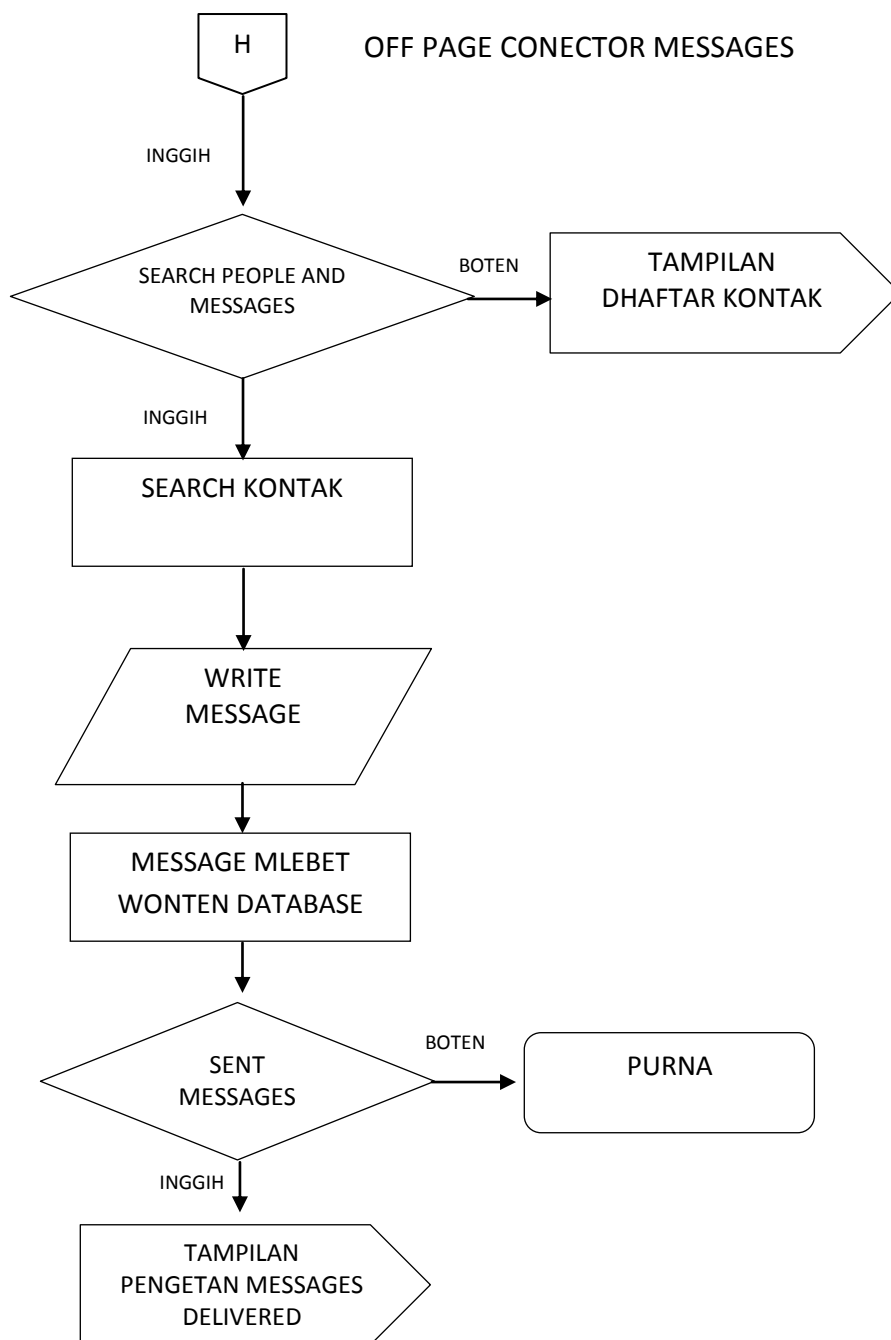 H
OFF PAGE CONECTOR MESSAGES
INGGIH
SEARCH PEOPLE AND
MESSAGES
BOTEN
TAMPILAN
DHAFTAR KONTAK
INGGIH
SEARCH KONTAK
WRITE
MESSAGE
MESSAGE MLEBET
WONTEN DATABASE
SENT
MESSAGES
BOTEN
PURNA
INGGIH
TAMPILAN
PENGETAN MESSAGES
DELIVERED